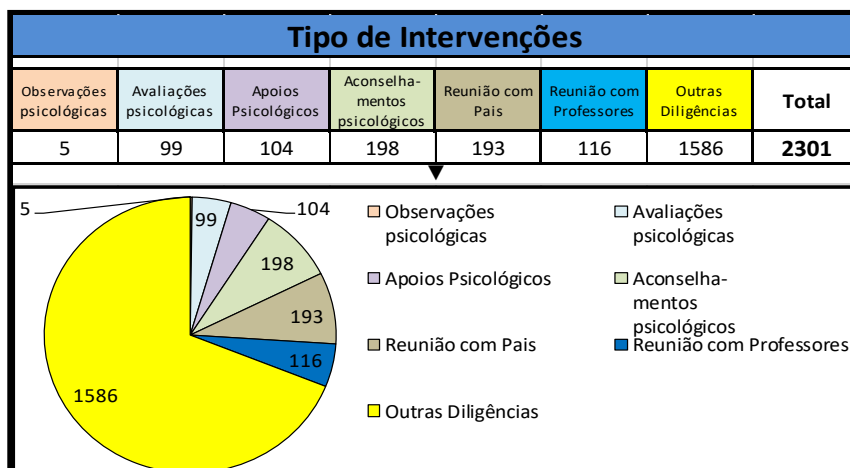 Tipo de Intervenções
Observações psicológicas
Avaliações psicológicas
Apoios Psicológicos
Aconselha-mentos psicológicos
Reunião com Pais
Reunião com Professores
Outras Diligências
Total
5 99 104 198 193 116 1586 2301
5
99
104
198
193
116
1586
Observações psicológicas
Avaliações psicológicas
Apoios Psicológicos
Aconselha-mentos psicológicos
Reunião com Pais
Reunião com Professores
Outras Diligências